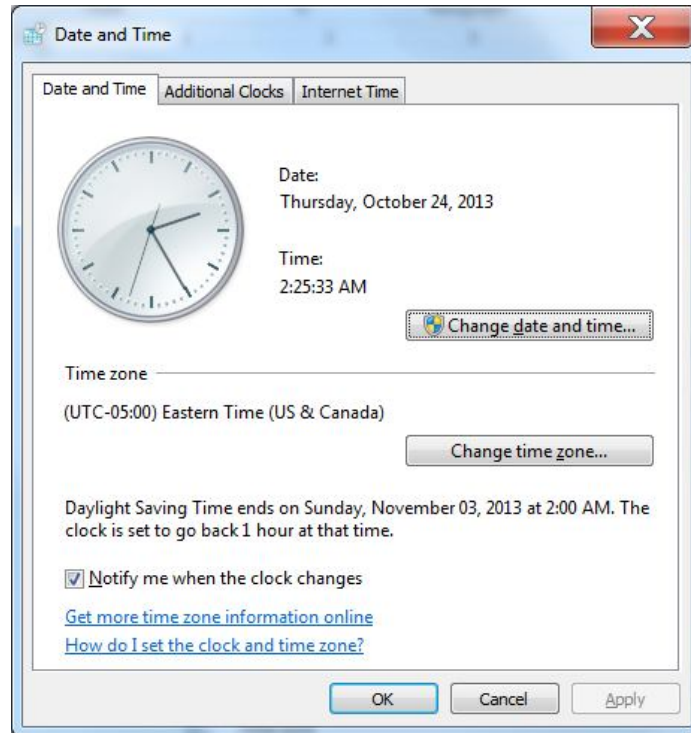 Date and Time
Date and Time
Additional Clocks
Internet Time
Date:
Thursday, October 24, 2013
Time:
2:25:33 AM
Change date and time...
Time zone
(UTC-05:00) Eastern Time (US & Canada)
Change time zone...
Daylight Saving Time ends on Sunday, November 03, 2013 at 2:00 AM. The
clock is set to go back 1 hour at that time.
Notify me when the clock changes
Get more time zone information online
How do I set the clock and time zone?
OK
Cancel
Apply